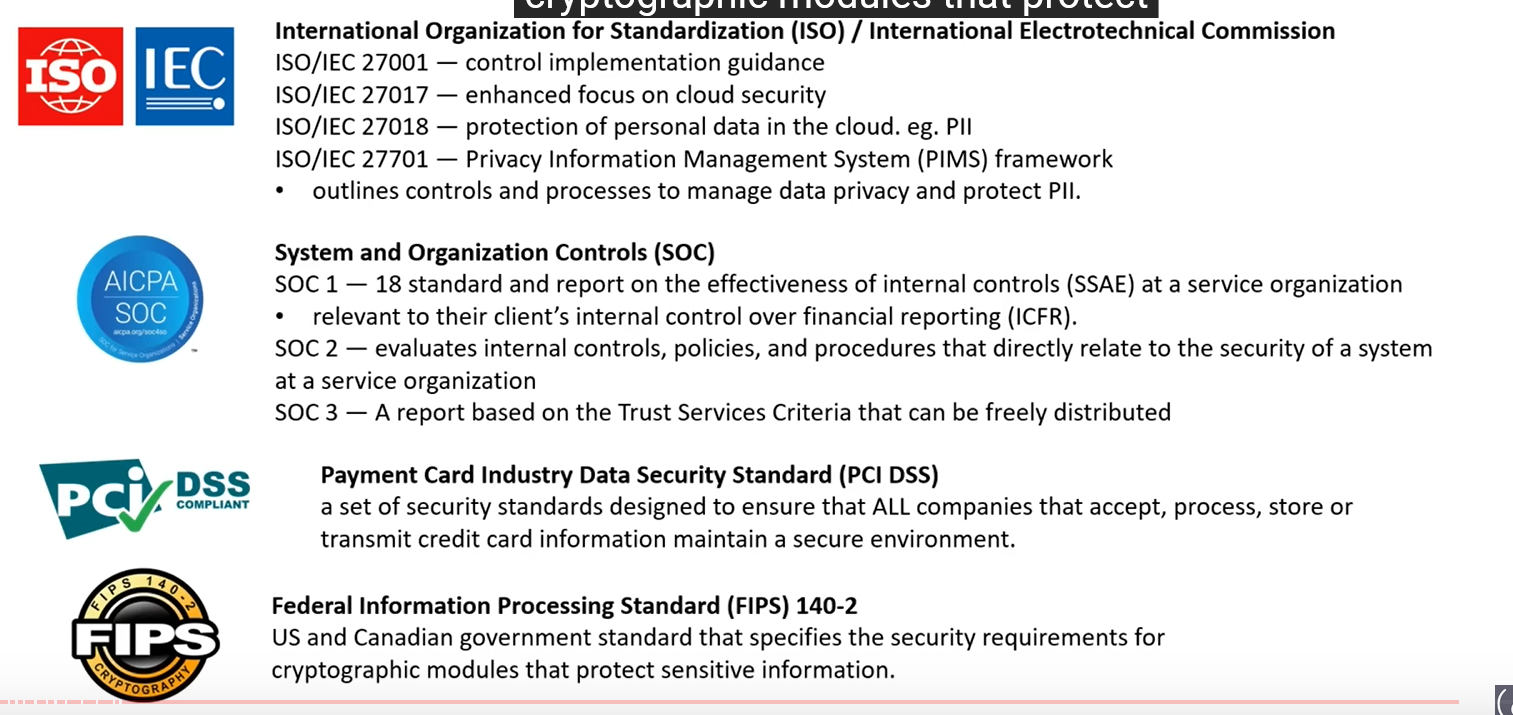 cryptographic modules that protect
International Organization for Standardization (ISO) / International Electrotechnical Commission
ISO IEC
ISO/IEC 27001 — control implementation guidance
ISO/IEC 27017 — enhanced focus on cloud security
ISO/IEC 27018 — protection of personal data in the cloud. eg. PII
ISO/IEC 27701 — Privacy Information Management System (PIMS) framework
• outlines controls and processes to manage data privacy and protect PII.
AICPA
SOC
aicpa.org/soc4so
SOC for Service Organizations | Service Organizations
TM
System and Organization Controls (SOC)
SOC 1 — 18 standard and report on the effectiveness of internal controls (SSAE) at a service organization
• relevant to their client’s internal control over financial reporting (ICFR).
SOC 2 — evaluates internal controls, policies, and procedures that directly relate to the security of a system
at a service organization
SOC 3 — A report based on the Trust Services Criteria that can be freely distributed
PCi DSS
COMPLIANT
Payment Card Industry Data Security Standard (PCI DSS)
a set of security standards designed to ensure that ALL companies that accept, process, store or
transmit credit card information maintain a secure environment.
FIPS 140-2
FIPS
CRYPTOGRAPHY
Federal Information Processing Standard (FIPS) 140-2
US and Canadian government standard that specifies the security requirements for
cryptographic modules that protect sensitive information.